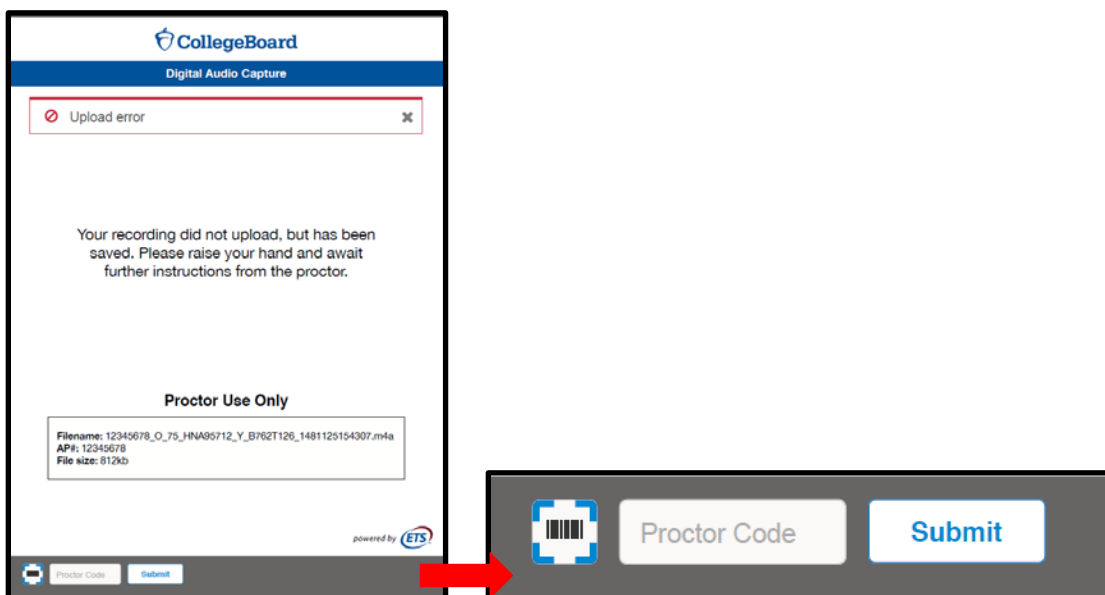 CollegeBoard
Digital Audio Capture
Upload error
Your recording did not upload, but has been
saved. Please raise your hand and await
further instructions from the proctor.
Proctor Use Only
Filename: 12345678_O_75_HNA95712_Y_B762T126_1481125154307.m4a
AP#: 12345678
File size: 812kb
powered by ETS
Proctor Code Submit
Proctor Code Submit